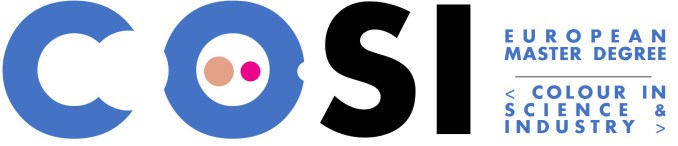 COSI
EUROPEAN
MASTER DEGREE
< COLOUR IN
SCIENCE &
INDUSTRY >